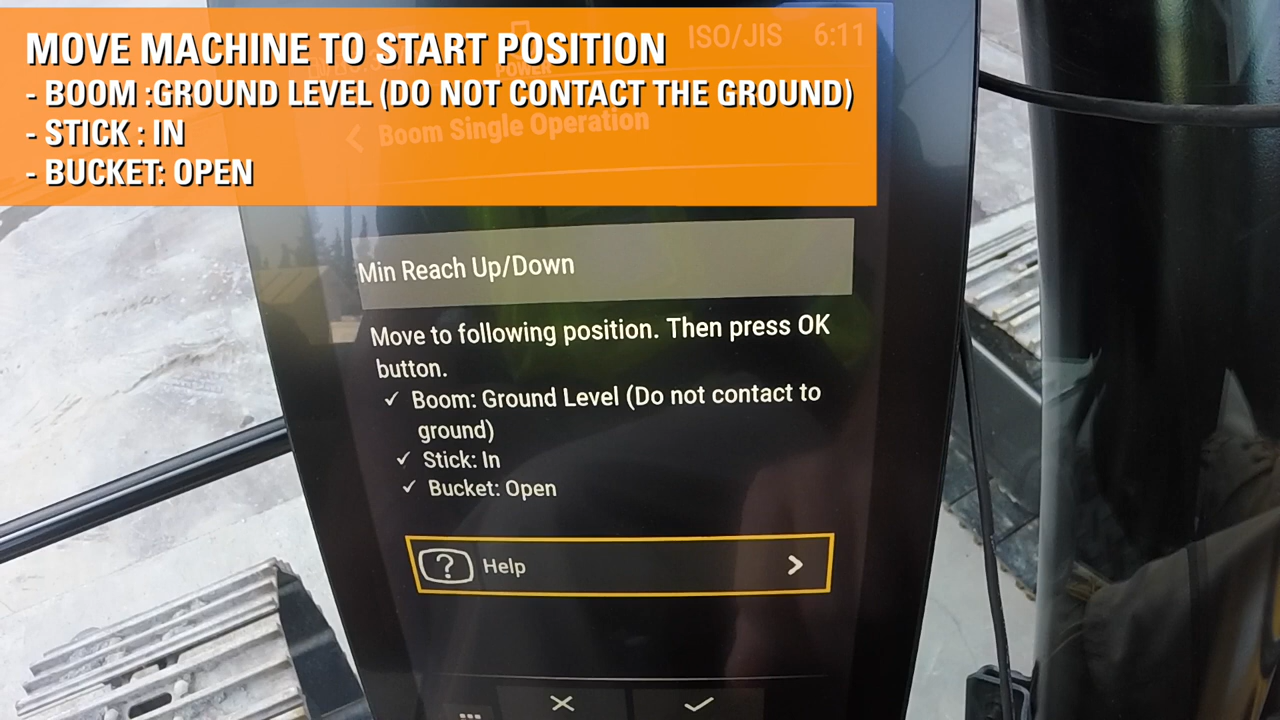 MOVE MACHINE TO START POSITION
- BOOM :GROUND LEVEL (DO NOT CONTACT THE GROUND)
- STICK : IN
- BUCKET: OPEN
ISO/JIS 6:11
POWER
Boom Single Operation
Min Reach Up/Down
Move to following position. Then press OK
button.
✓ Boom: Ground Level (Do not contact to
ground)
✓ Stick: In
✓ Bucket: Open
? Help